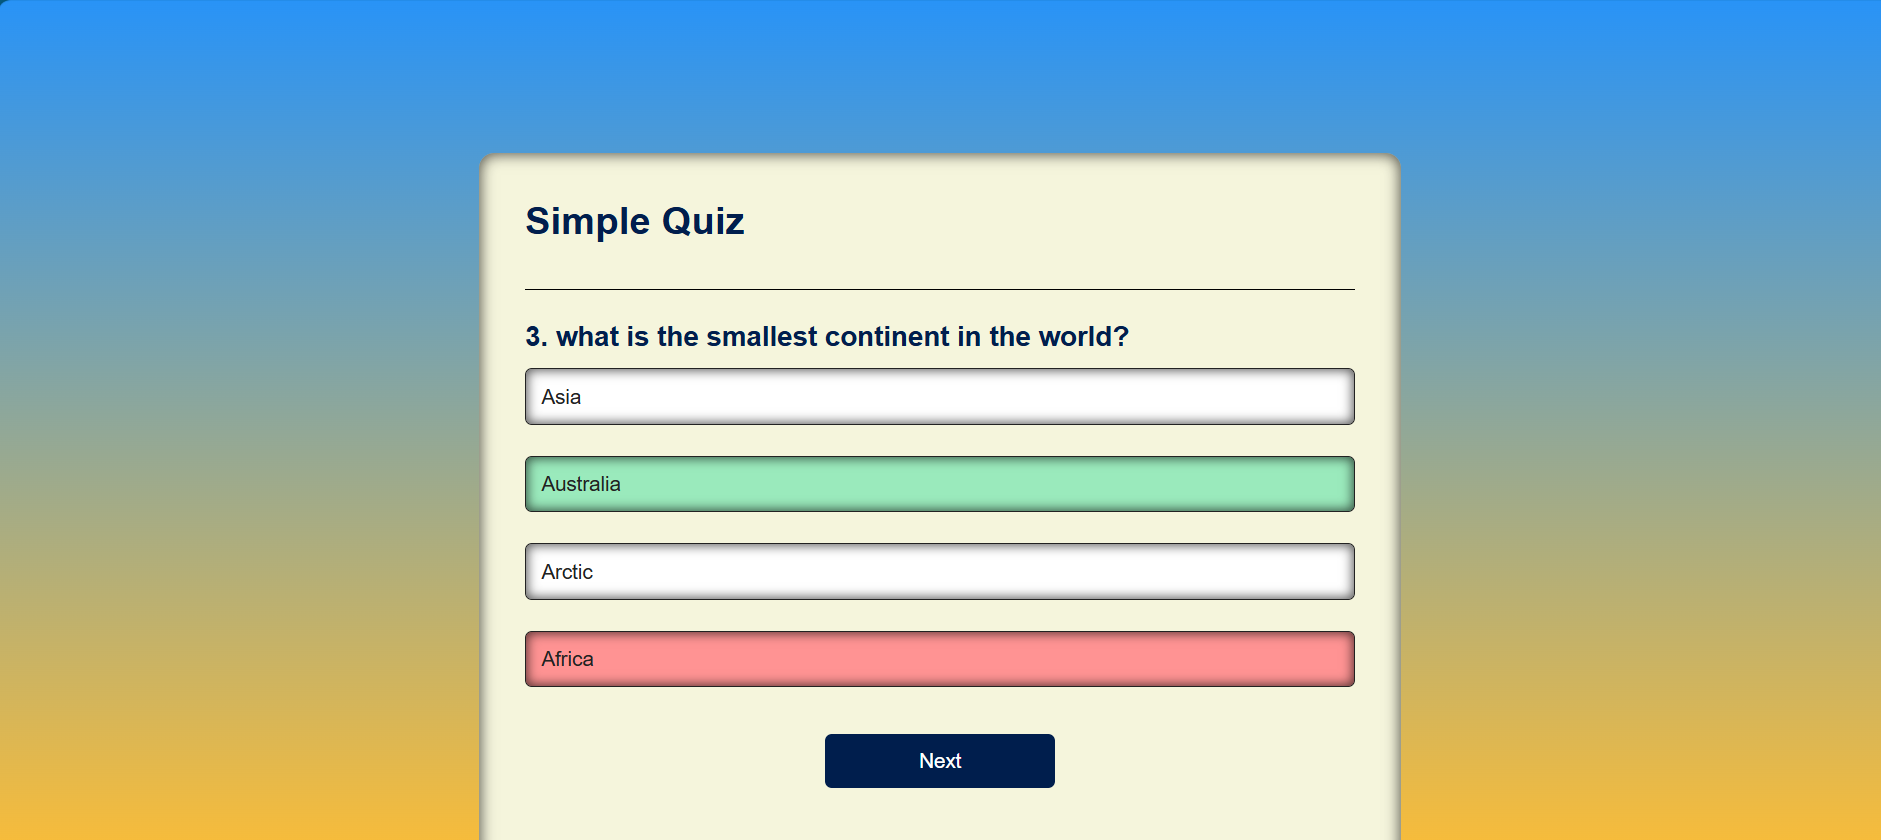 Simple Quiz
3. what is the smallest continent in the world?
Asia
Australia
Arctic
Africa
Next